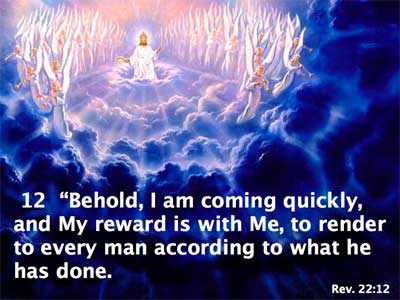 12 “Behold, I am coming quickly,
and My reward is with Me, to render
to every man according to what he
has done.
Rev. 22:12